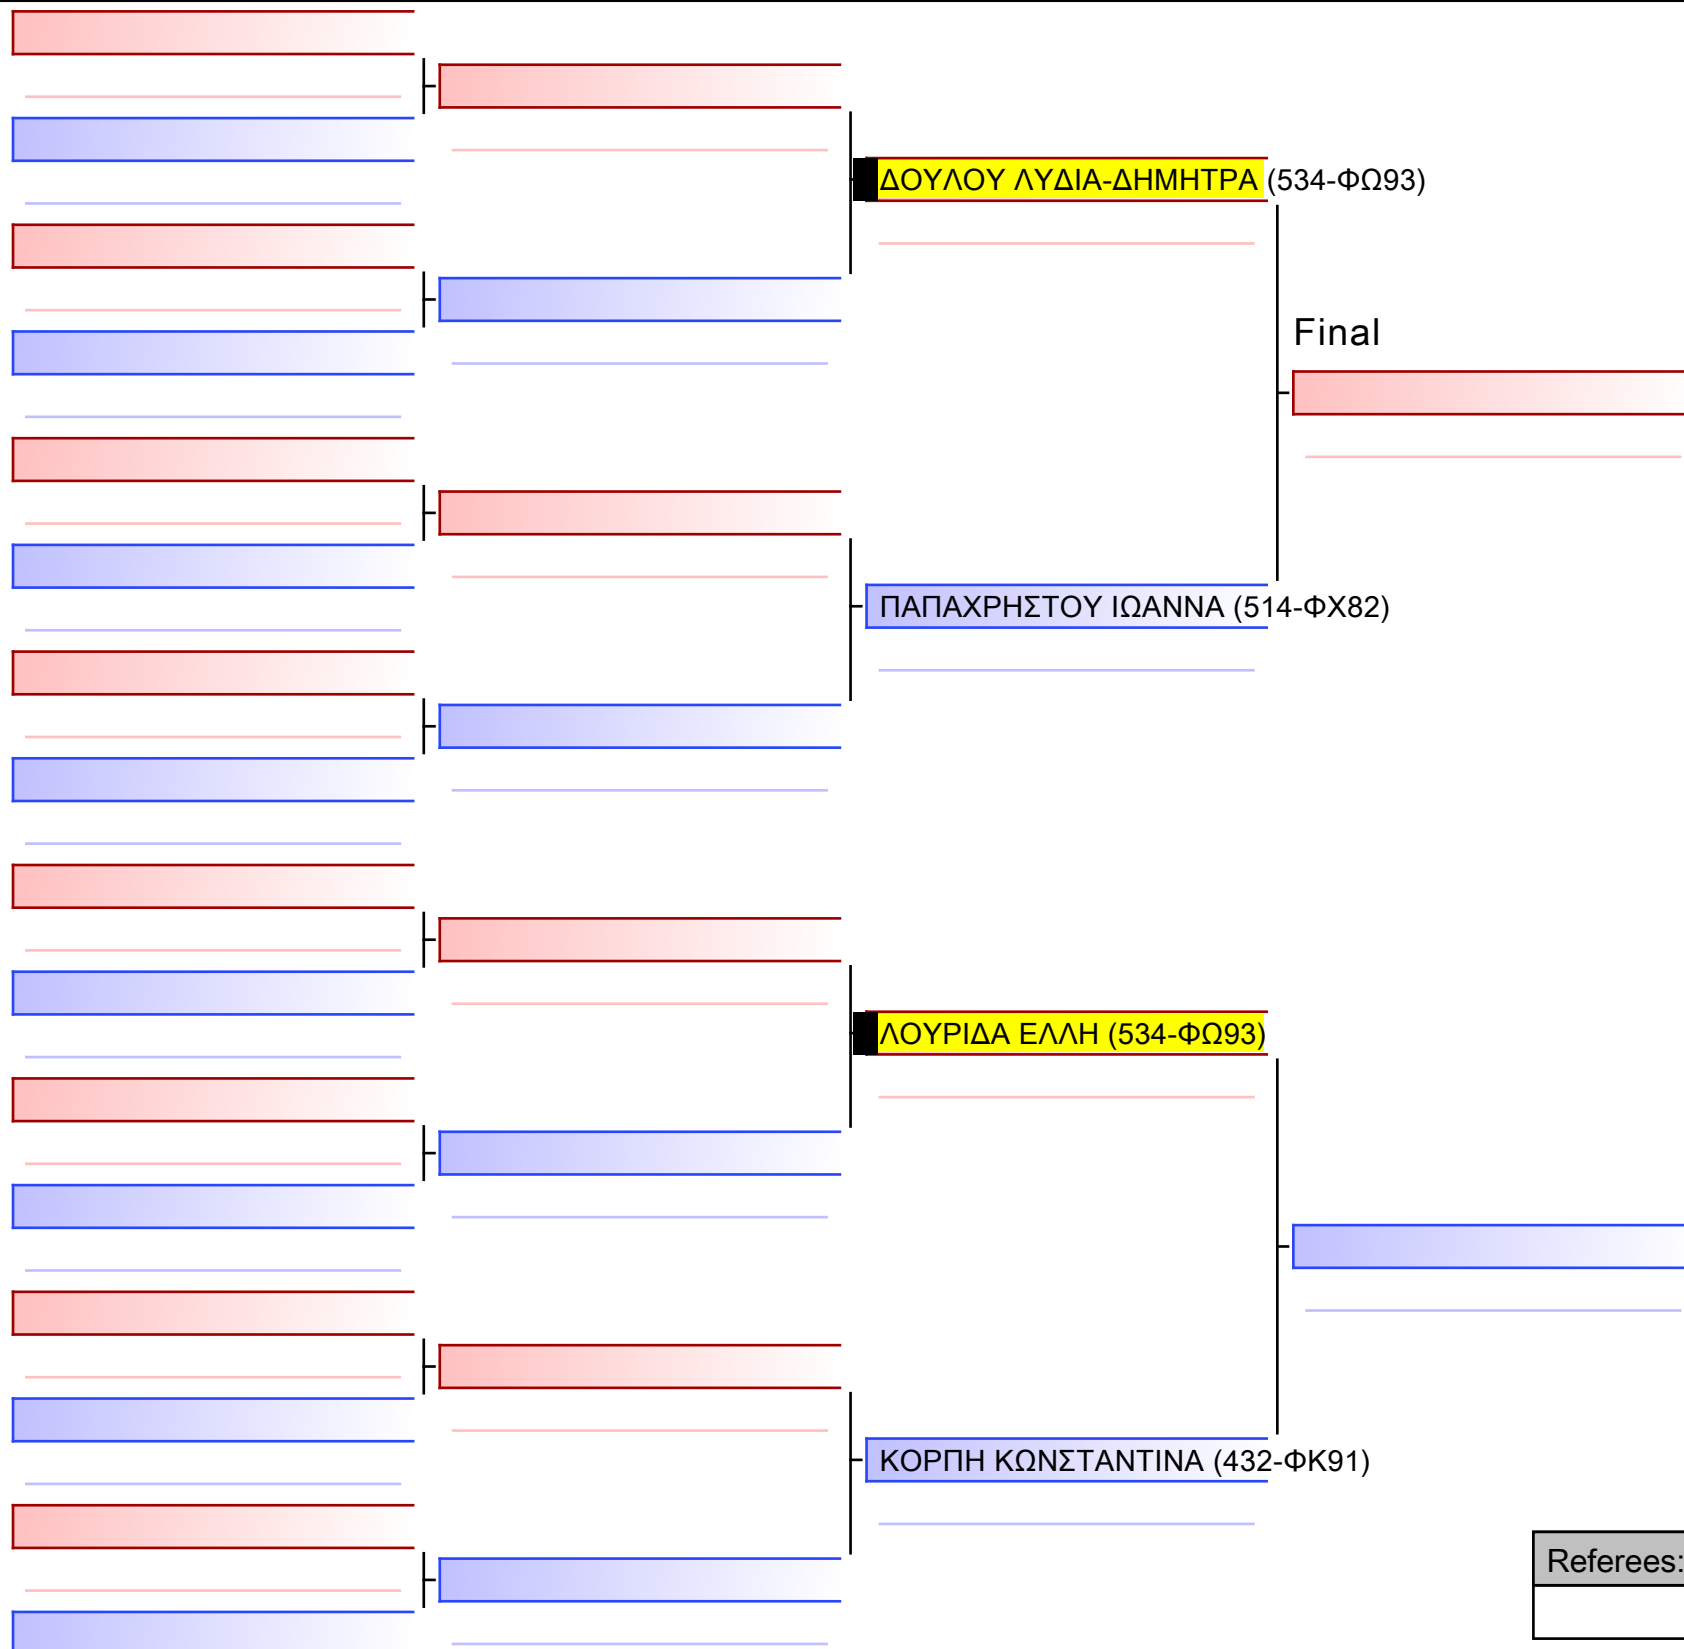 ΔΟΥΛΟΥ ΛΥΔΙΑ-ΔΗΜΗΤΡΑ (534-ΦΩ93)
Final
ΠΑΠΑΧΡΗΣΤΟΥ ΙΩΑΝΝΑ (514-ΦΧ82)
ΛΟΥΡΙΔΑ ΕΛΛΗ (534-ΦΩ93)
ΚΟΡΠΗ ΚΩΝΣΤΑΝΤΙΝΑ (432-ΦΚ91)
Referees: